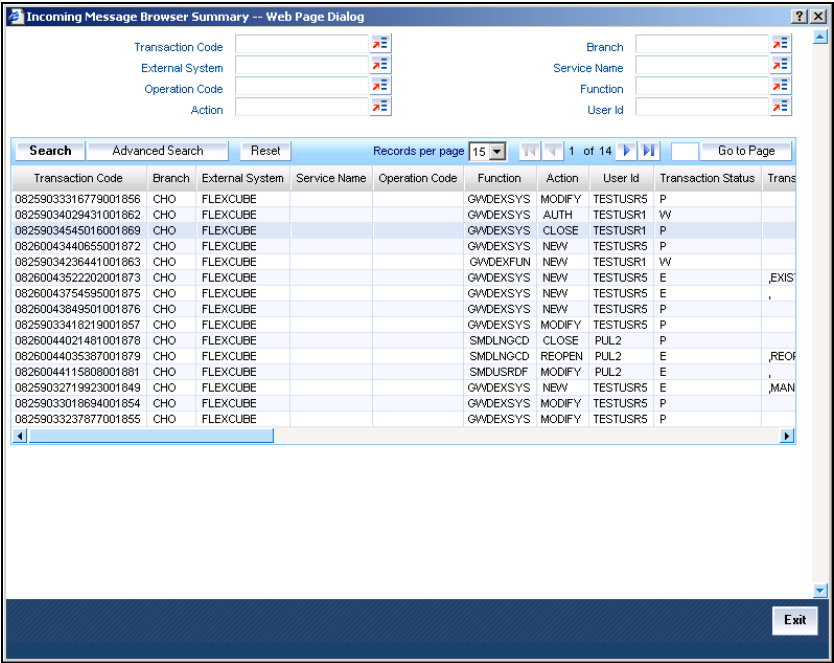 Incoming Message Browser Summary -- Web Page Dialog
Transaction Code Branch
External System Service Name
Operation Code Function
Action User Id
Search Advanced Search Reset Records per page 15 1 of 14 Go to Page
Transaction Code Branch External System Service Name Operation Code Function Action User Id Transaction Status Trans
08259033316779001856 CHO FLEXCUBE GWDEXSYS MODIFY TESTUSR5 P
08259034029431001862 CHO FLEXCUBE GWDEXSYS AUTH TESTUSR1 W
08259034545016001869 CHO FLEXCUBE GWDEXSYS CLOSE TESTUSR1 P
08260043440655001872 CHO FLEXCUBE GWDEXSYS NEW TESTUSR5 P
08259034236441001863 CHO FLEXCUBE GWDEXFUN NEW TESTUSR1 W
08260043522202001873 CHO FLEXCUBE GWDEXSYS NEW TESTUSR5 E ,EXIS
08260043754595001875 CHO FLEXCUBE GWDEXSYS NEW TESTUSR5 E ,
08260043849501001876 CHO FLEXCUBE GWDEXSYS NEW TESTUSR5 P
08259033418219001857 CHO FLEXCUBE GWDEXSYS MODIFY TESTUSR5 P
08260044021481001878 CHO FLEXCUBE SMDLNGCD CLOSE PUL2 P
08260044035387001879 CHO FLEXCUBE SMDLNGCD REOPEN PUL2 E ,REOF
08260044115808001881 CHO FLEXCUBE SMDUSRDF MODIFY PUL2 E ,
08259032719923001849 CHO FLEXCUBE GWDEXSYS NEW TESTUSR5 E ,MAN
08259033018694001854 CHO FLEXCUBE GWDEXSYS MODIFY TESTUSR5 P
08259033237877001855 CHO FLEXCUBE GWDEXSYS MODIFY TESTUSR5 P
Exit